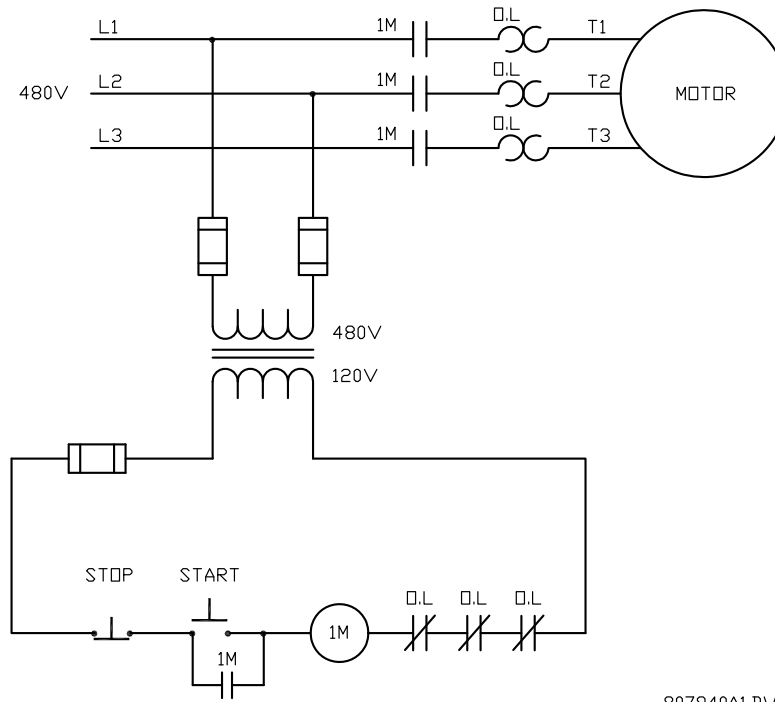 L1 1M O.L T1
L2 1M O.L T2
480V MOTOR
L3 1M O.L T3
480V
120V
STOP START
O.L O.L O.L
1M
1M